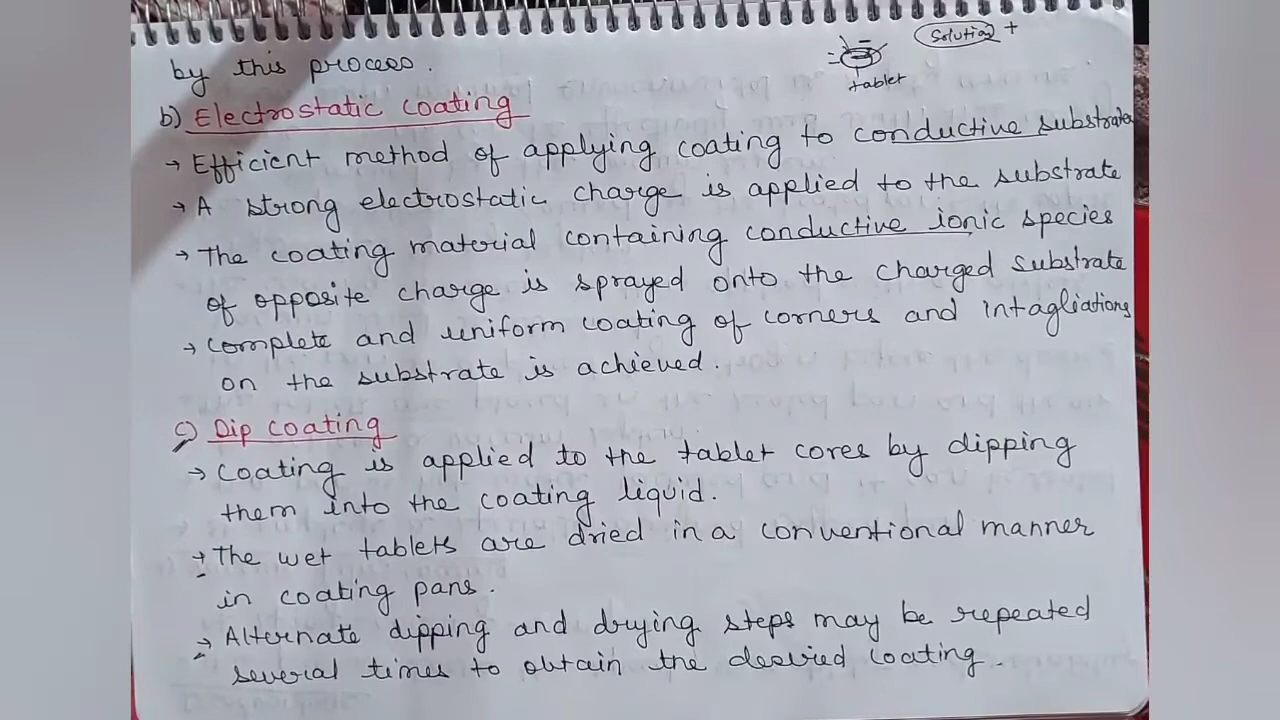 Solution +
tablet
by this process.
b) Electrostatic coating
→ Efficient method of applying coating to conductive substrates
→ A strong electrostatic charge is applied to the substrate
→ The coating material containing conductive ionic species
of opposite charge is sprayed onto the charged substrate
→ Complete and uniform coating of corners and intagliations
on the substrate is achieved.
c) Dip coating
→ Coating is applied to the tablet cores by dipping
them into the coating liquid.
→ The wet tablets are dried in a conventional manner
in coating pans.
→ Alternate dipping and drying steps may be repeated
several times to obtain the desried coating.